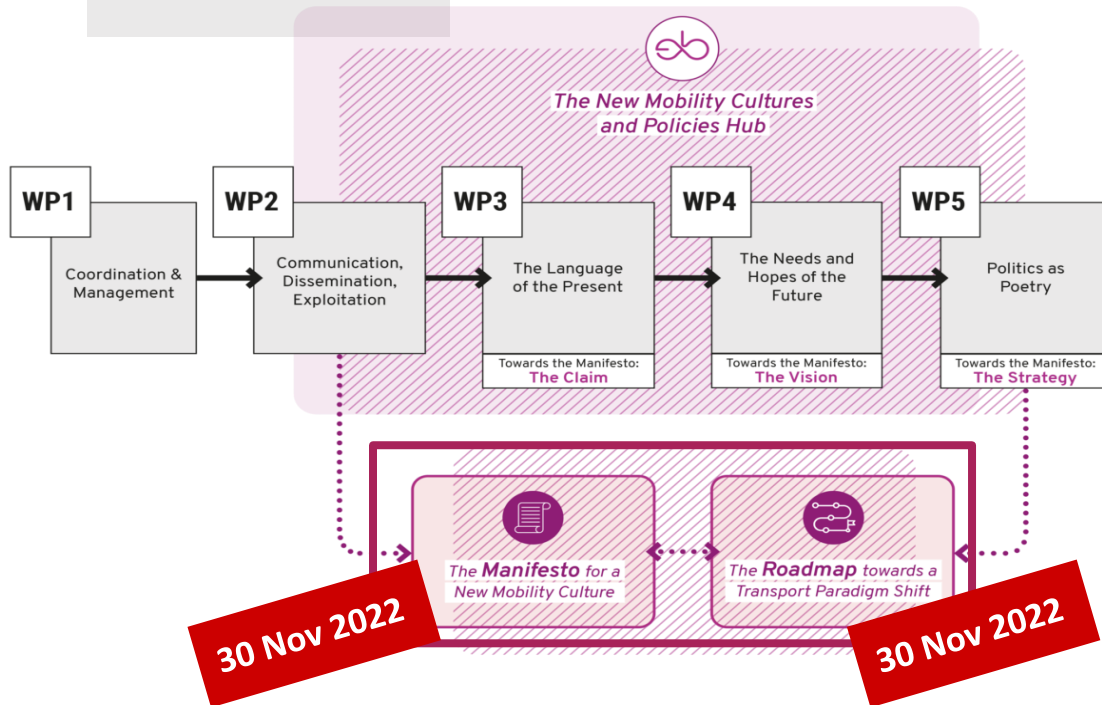 The New Mobility Cultures
and Policies Hub
WP1
Coordination &
Management
WP2
Communication,
Dissemination,
Exploitation
WP3
The Language
of the Present
Towards the Manifesto:
The Claim
WP4
The Needs and
Hopes of the
Future
Towards the Manifesto:
The Vision
WP5
Politics as
Poetry
Towards the Manifesto:
The Strategy
The Manifesto for a
New Mobility Culture
The Roadmap towards a
Transport Paradigm Shift
30 Nov 2022
30 Nov 2022